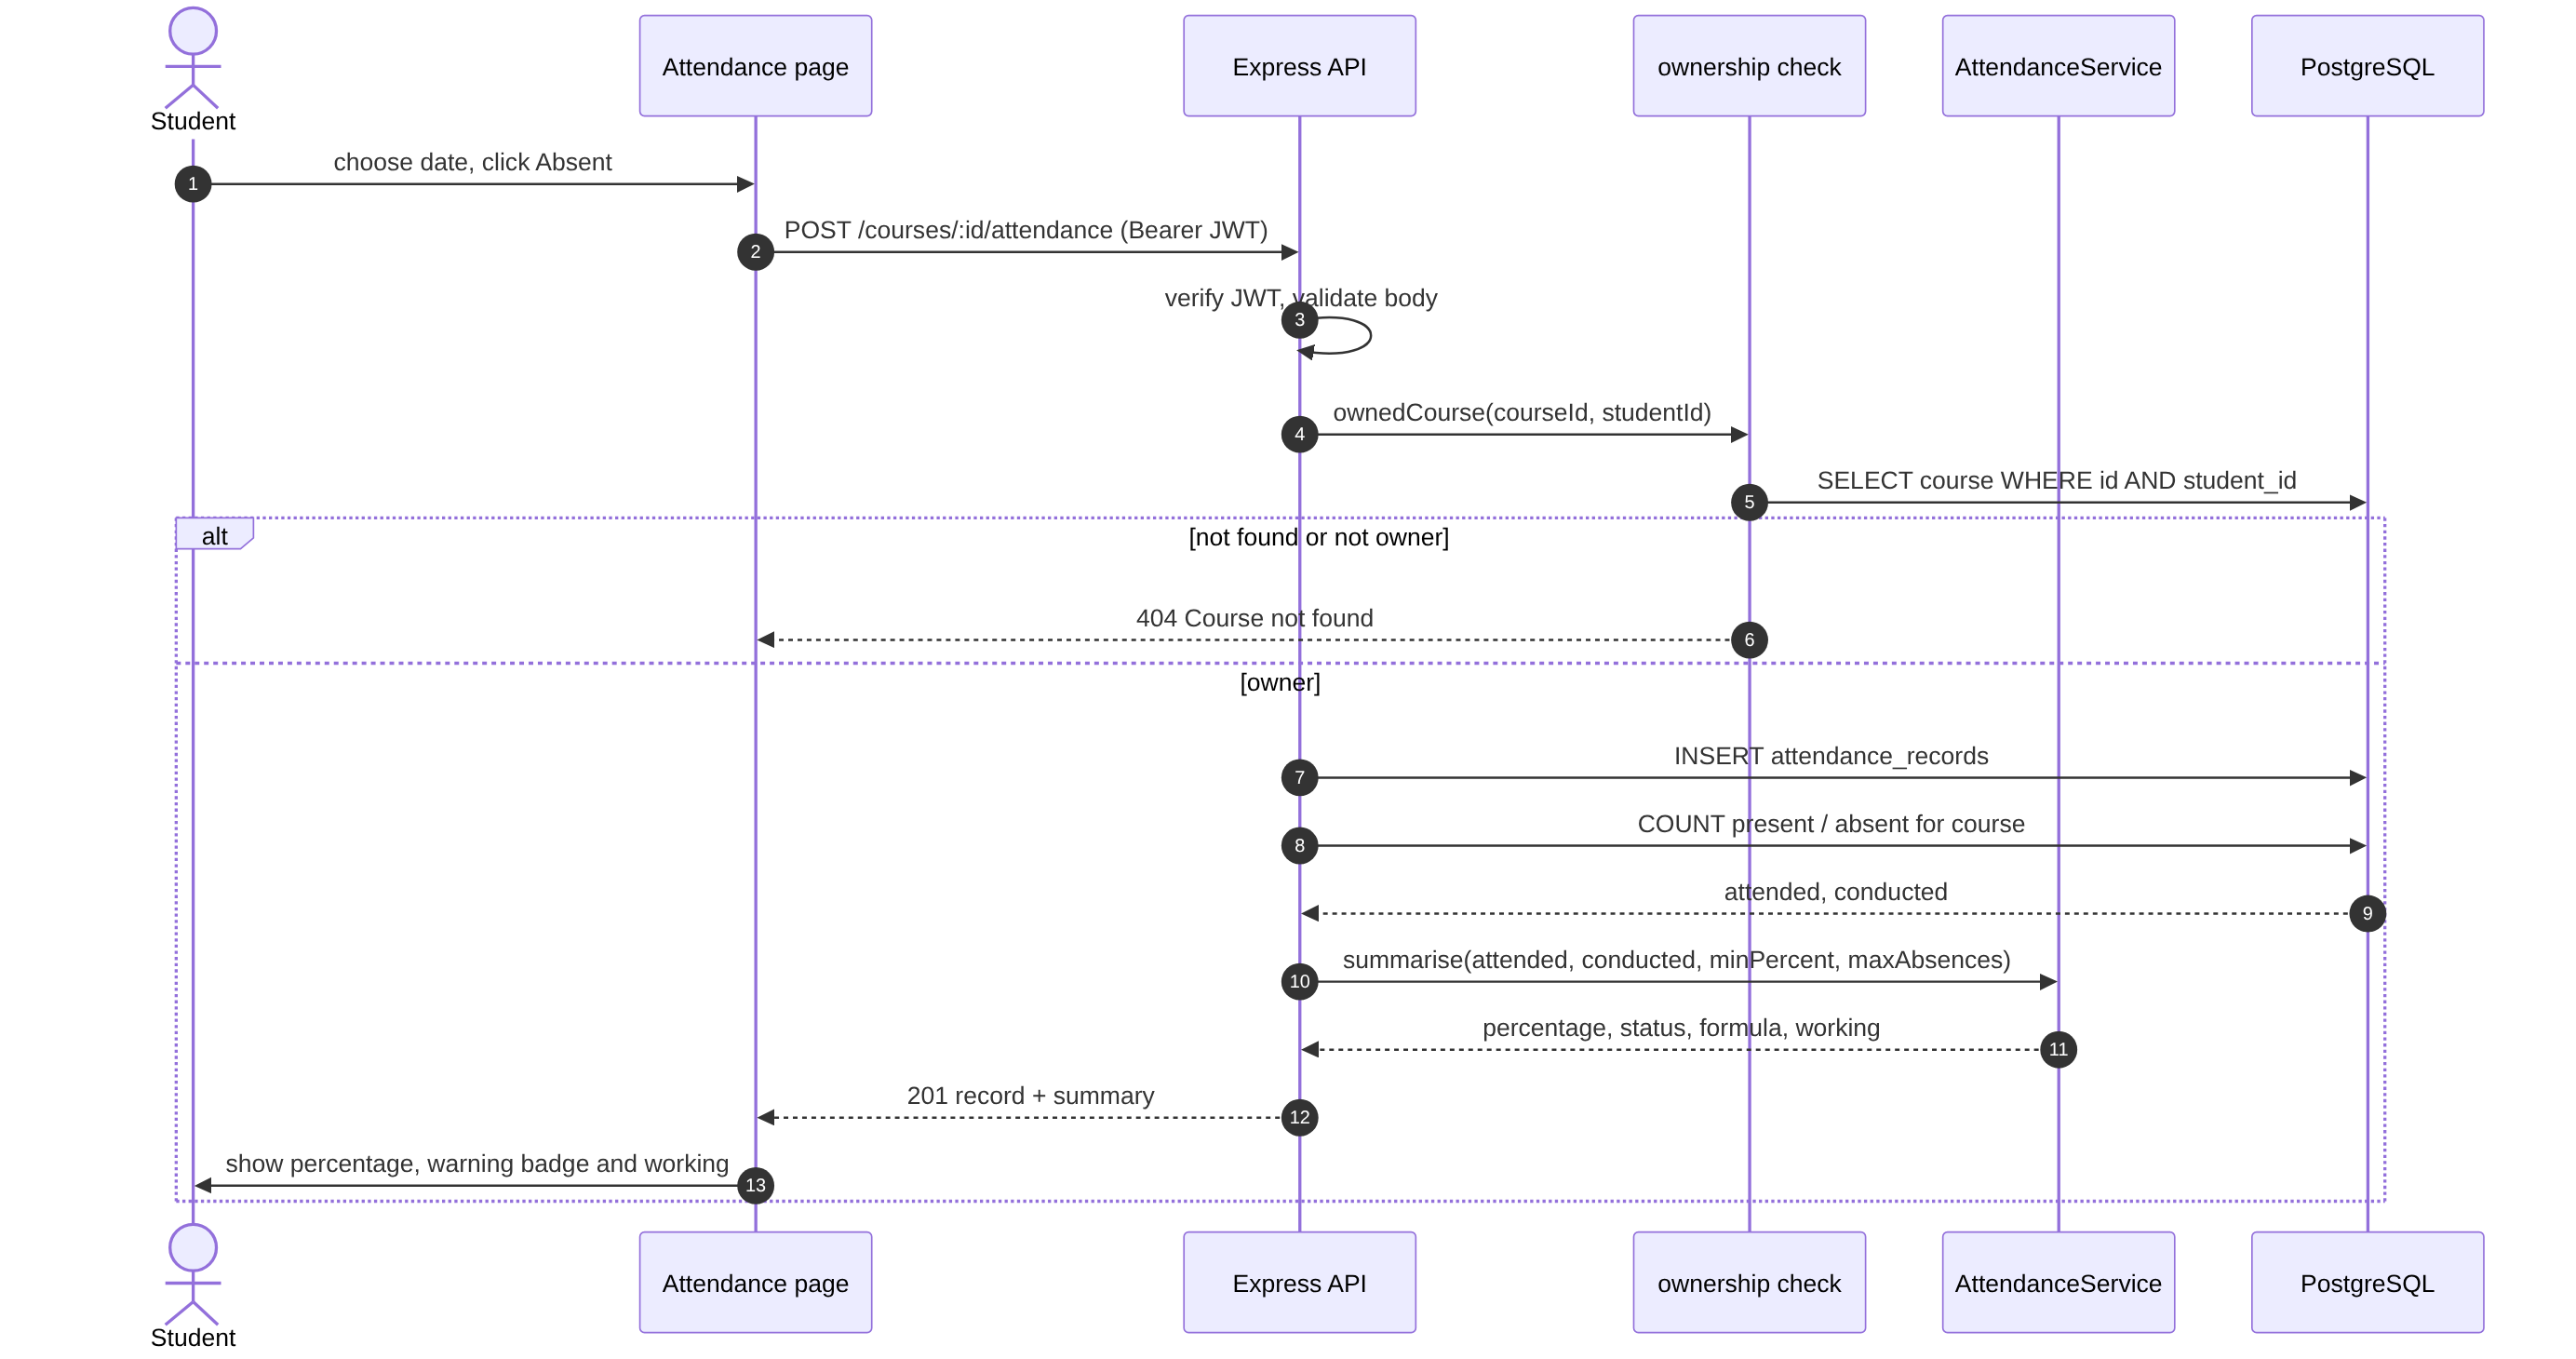 Student
Attendance page
Express API
ownership check
AttendanceService
PostgreSQL
choose date, click Absent
1
POST /courses/:id/attendance (Bearer JWT)
2
verify JWT, validate body
3
ownedCourse(courseId, studentId)
4
SELECT course WHERE id AND student_id
5
alt
[not found or not owner]
404 Course not found
6
[owner]
INSERT attendance_records
7
COUNT present / absent for course
8
attended, conducted
9
summarise(attended, conducted, minPercent, maxAbsences)
10
percentage, status, formula, working
11
201 record + summary
12
show percentage, warning badge and working
13
Attendance page
Express API
ownership check
AttendanceService
PostgreSQL
Student